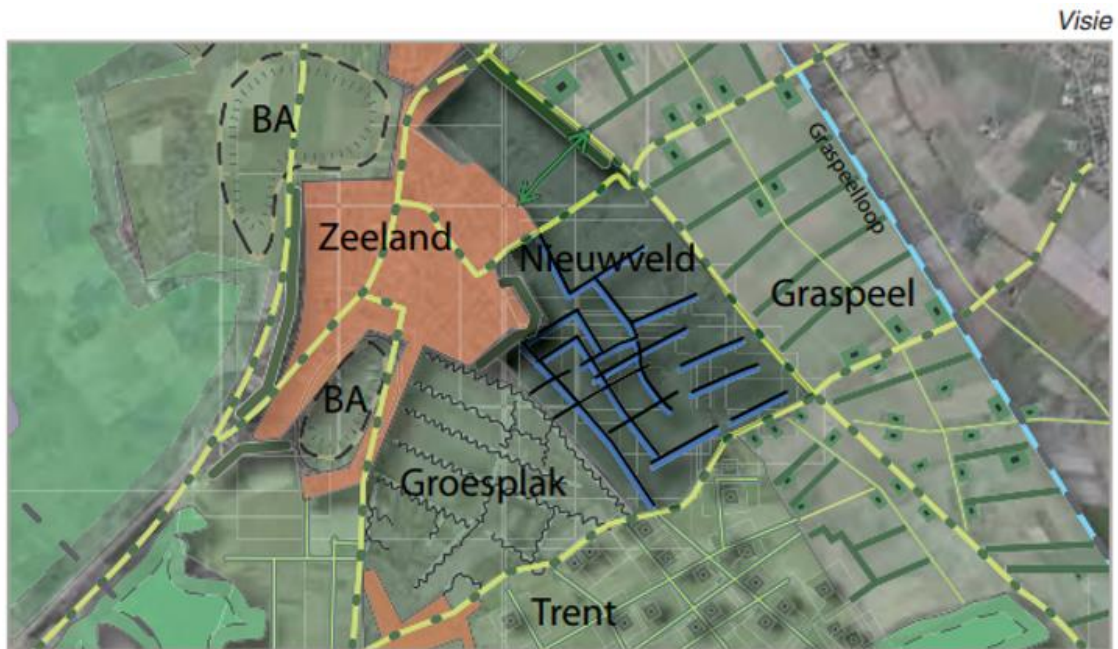 Visie
BA
Zeeland
Nieuwveld
Graspeelloop
Graspeel
BA
Groesplak
Trent